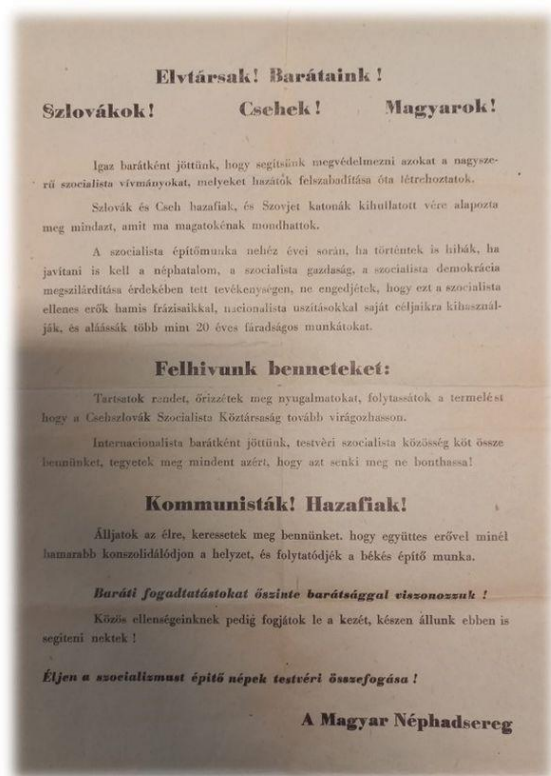 Elvtársak! Barátaink!
Szlovákok! Csehek! Magyarok!
Igaz barátként jöttünk, hogy segítsünk megvédelmezni azokat a nagysze-
rű szocialista vívmányokat, melyeket hazátok felszabadítása óta létrehoztatok.
Szlovák és Cseh hazafiak, és Szovjet katonák kihullatott vére alapozta
meg mindazt, amit ma magatokénak mondhattok.
A szocialista építőmunka nehéz évei során, ha történtek is hibák, ha
javítani is kell a néphatalom, a szocialista gazdaság, a szocialista demokrácia
megszilárdítása érdekében tett tevékenységen, ne engedjétek, hogy ezt a szocialista
ellenes erők hamis frázisaikkal, nacionalista uszításokkal saját céljaikra kihasznál-
ják, és aláássák több mint 20 éves fáradságos munkátokat.
Felhivunk benneteket:
Tartsatok rendet, őrizzétek meg nyugalmatokat, folytassátok a termelést
hogy a Csehszlovák Szocialista Köztársaság tovább virágozhasson.
Internacionalista barátként jöttünk, testvéri szocialista közösség köt össze
bennünket, tegyetek meg mindent azért, hogy azt senki meg ne bonthassa!
Kommunisták! Hazafiak!
Álljatok az élre, keressetek meg bennünket. hogy együttes erővel minél
hamarabb konszolidálódjon a helyzet, és folytatódjék a békés építő munka.
Baráti fogadtatástokat őszinte barátsággal viszonozzuk !
Közös ellenségeinknek pedig fogjátok le a kezét, készen állunk ebben is
segíteni nektek !
Éljen a szocializmust építő népek testvéri összefogása !
A Magyar Néphadsereg